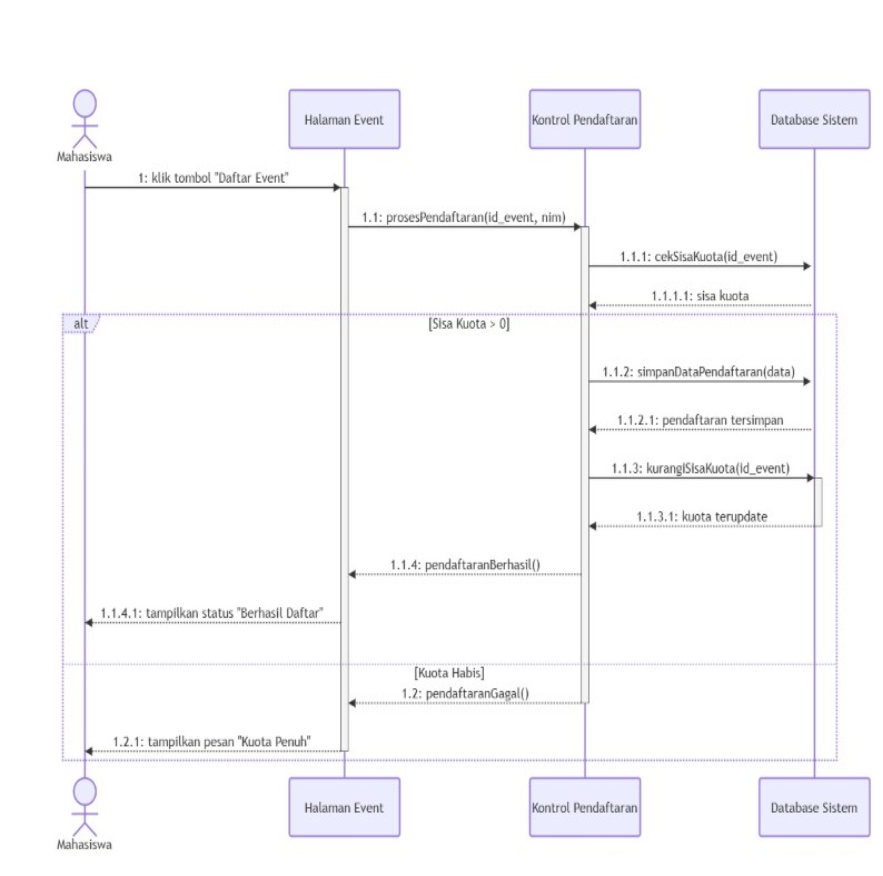 Mahasiswa
Halaman Event
Kontrol Pendaftaran
Database Sistem
1: klik tombol "Daftar Event"
1.1: prosesPendaftaran(id_event, nim)
1.1.1: cekSisaKuota(id_event)
1.1.1.1: sisa kuota
alt
[Sisa Kuota > 0]
1.1.2: simpanDataPendaftaran(data)
1.1.2.1: pendaftaran tersimpan
1.1.3: kurangiSisaKuota(id_event)
1.1.3.1: kuota terupdate
1.1.4: pendaftaranBerhasil()
1.1.4.1: tampilkan status "Berhasil Daftar"
[Kuota Habis]
1.2: pendaftaranGagal()
1.2.1: tampilkan pesan "Kuota Penuh"
Mahasiswa
Halaman Event
Kontrol Pendaftaran
Database Sistem